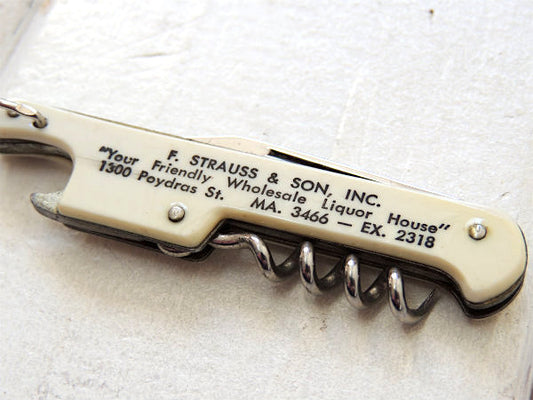 F. STRAUSS & SON, INC.
"Your Friendly Wholesale Liquor House"
1300 Poydras St. MA. 3466 — EX. 2318